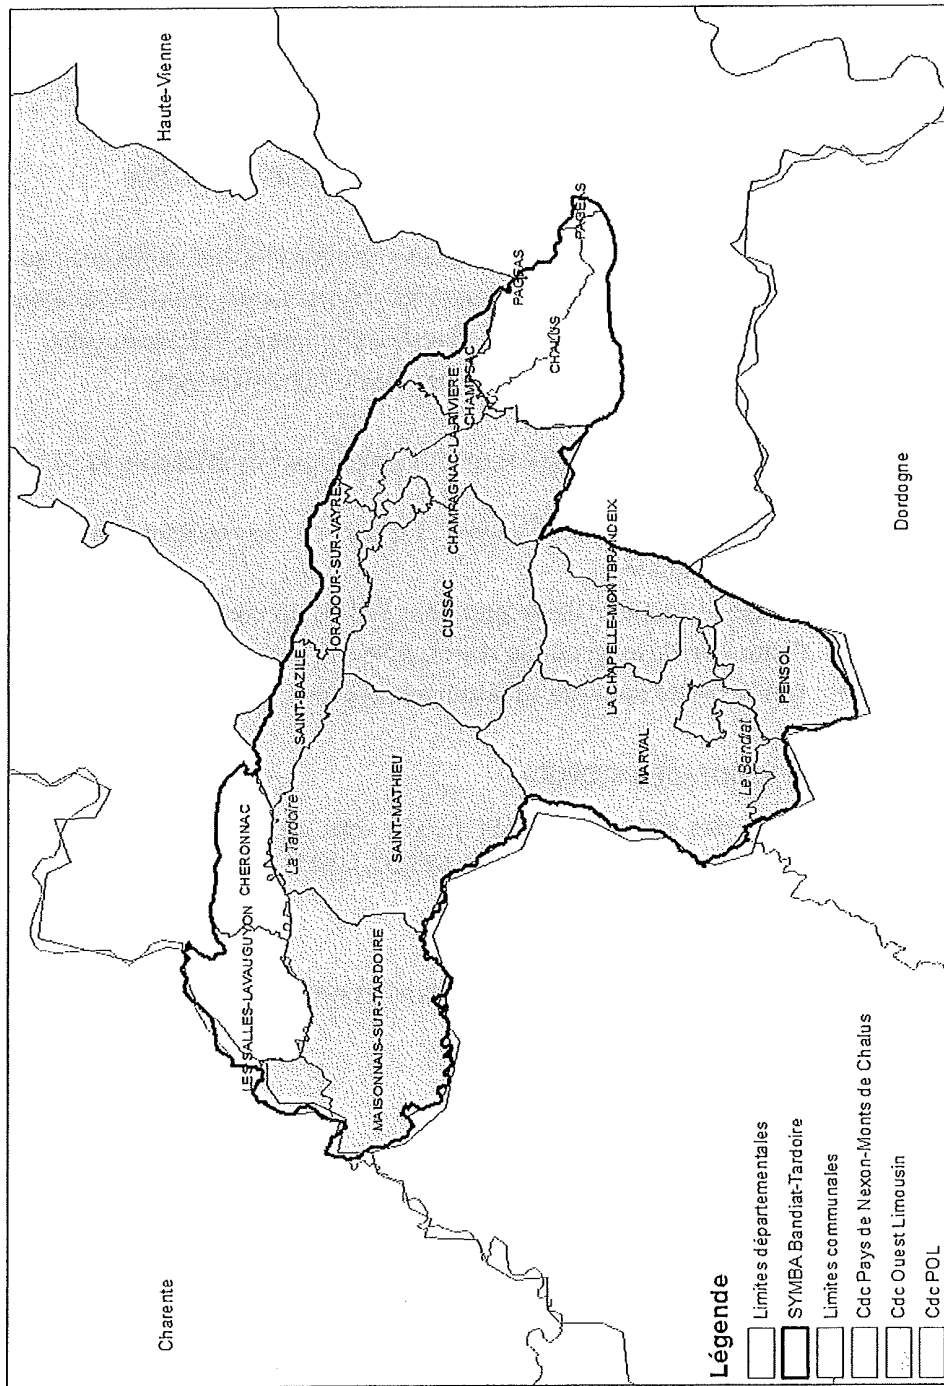 Charente
Haute-Vienne
LES SALLES-LAVAUGUYON
CHERONNAC
La Tardoire
SAINT-BAZILE
ORADOUR-SUR-VAYRES
MAISONNAIS-SUR-TARDOIRE
SAINT-MATHIEU
CUSSAC
CHAMPAGNAC-LA-RIVIERE
CHAMPSAC
PAGEAS
PAGEAS
CHALUS
LA CHAPELLE-MONTBRANDEIX
MARVAL
Le Bandiat
PENSOL
Dordogne
Légende
Limites départementales
SYMBA Bandiat-Tardoire
Limites communales
Cdc Pays de Nexon-Monts de Chalus
Cdc Ouest Limousin
Cdc POL